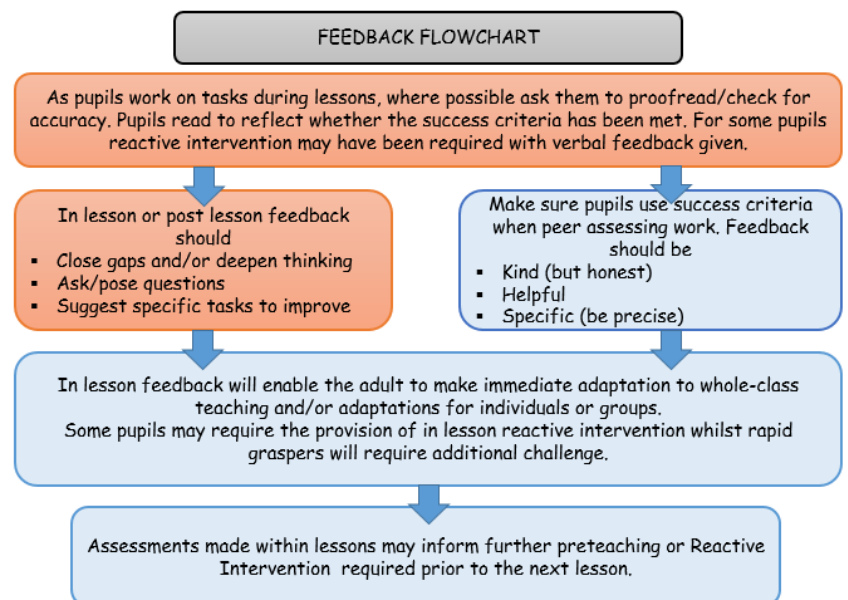 FEEDBACK FLOWCHART
As pupils work on tasks during lessons, where possible ask them to proofread/check for
accuracy. Pupils read to reflect whether the success criteria has been met. For some pupils
reactive intervention may have been required with verbal feedback given.
In lesson or post lesson feedback
should
▪ Close gaps and/or deepen thinking
▪ Ask/pose questions
▪ Suggest specific tasks to improve
Make sure pupils use success criteria
when peer assessing work. Feedback
should be
▪ Kind (but honest)
▪ Helpful
▪ Specific (be precise)
In lesson feedback will enable the adult to make immediate adaptation to whole-class
teaching and/or adaptations for individuals or groups.
Some pupils may require the provision of in lesson reactive intervention whilst rapid
graspers will require additional challenge.
Assessments made within lessons may inform further preteaching or Reactive
Intervention required prior to the next lesson.